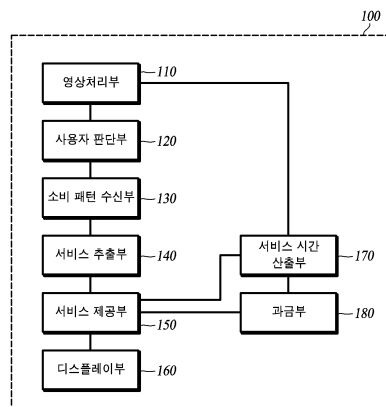 100
영상처리부 110
사용자 판단부 120
소비 패턴 수신부 130
서비스 추출부 140
서비스 제공부 150
디스플레이부 160
서비스 시간
산출부 170
과금부 180